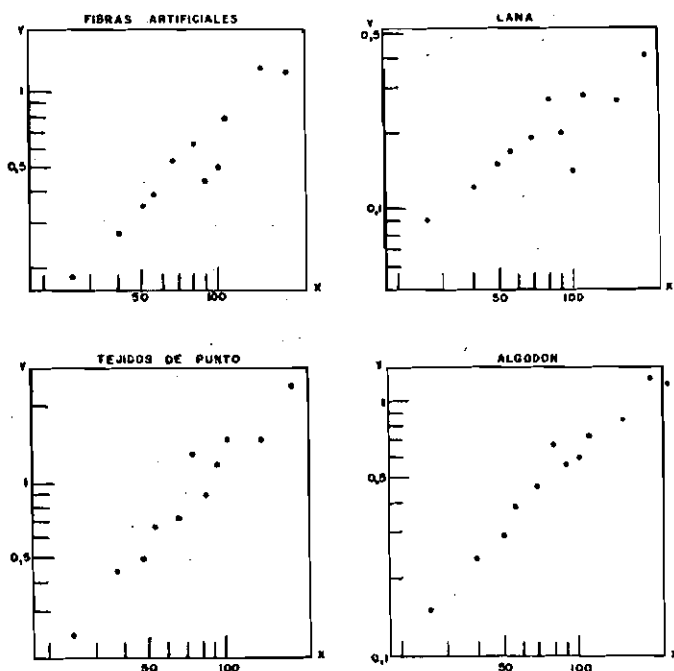 FIBRAS ARTIFICIALES
Y
1
0,5
50
100
X
LANA
Y
0,5
0,1
50
100
X
TEJIDOS DE PUNTO
Y
1
0,5
50
100
X
ALGODON
Y
1
0,5
0,1
50
100
X